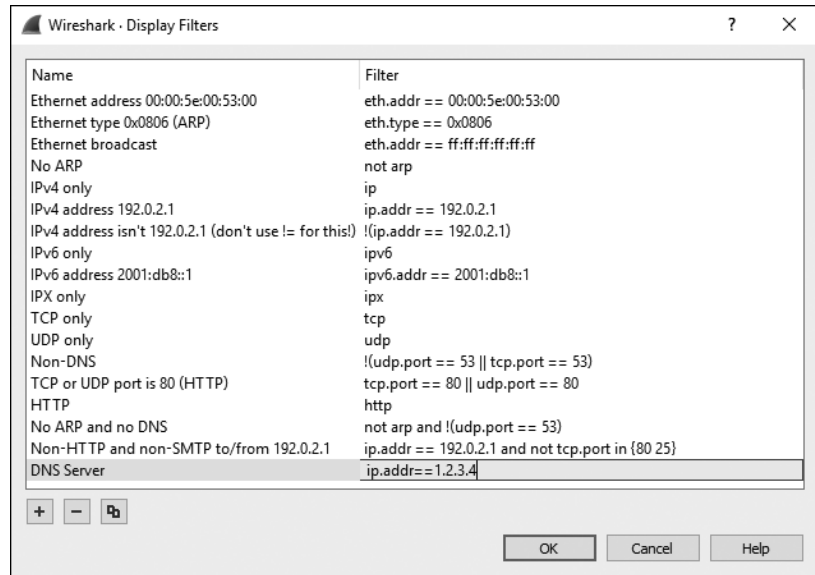 Wireshark · Display Filters
? ×
Name Filter
Ethernet address 00:00:5e:00:53:00 eth.addr == 00:00:5e:00:53:00
Ethernet type 0x0806 (ARP) eth.type == 0x0806
Ethernet broadcast eth.addr == ff:ff:ff:ff:ff:ff
No ARP not arp
IPv4 only ip
IPv4 address 192.0.2.1 ip.addr == 192.0.2.1
IPv4 address isn't 192.0.2.1 (don't use != for this!) !(ip.addr == 192.0.2.1)
IPv6 only ipv6
IPv6 address 2001:db8::1 ipv6.addr == 2001:db8::1
IPX only ipx
TCP only tcp
UDP only udp
Non-DNS !(udp.port == 53 || tcp.port == 53)
TCP or UDP port is 80 (HTTP) tcp.port == 80 || udp.port == 80
HTTP http
No ARP and no DNS not arp and !(udp.port == 53)
Non-HTTP and non-SMTP to/from 192.0.2.1 ip.addr == 192.0.2.1 and not tcp.port in {80 25}
DNS Server ip.addr==1.2.3.4
+ −
OK Cancel Help